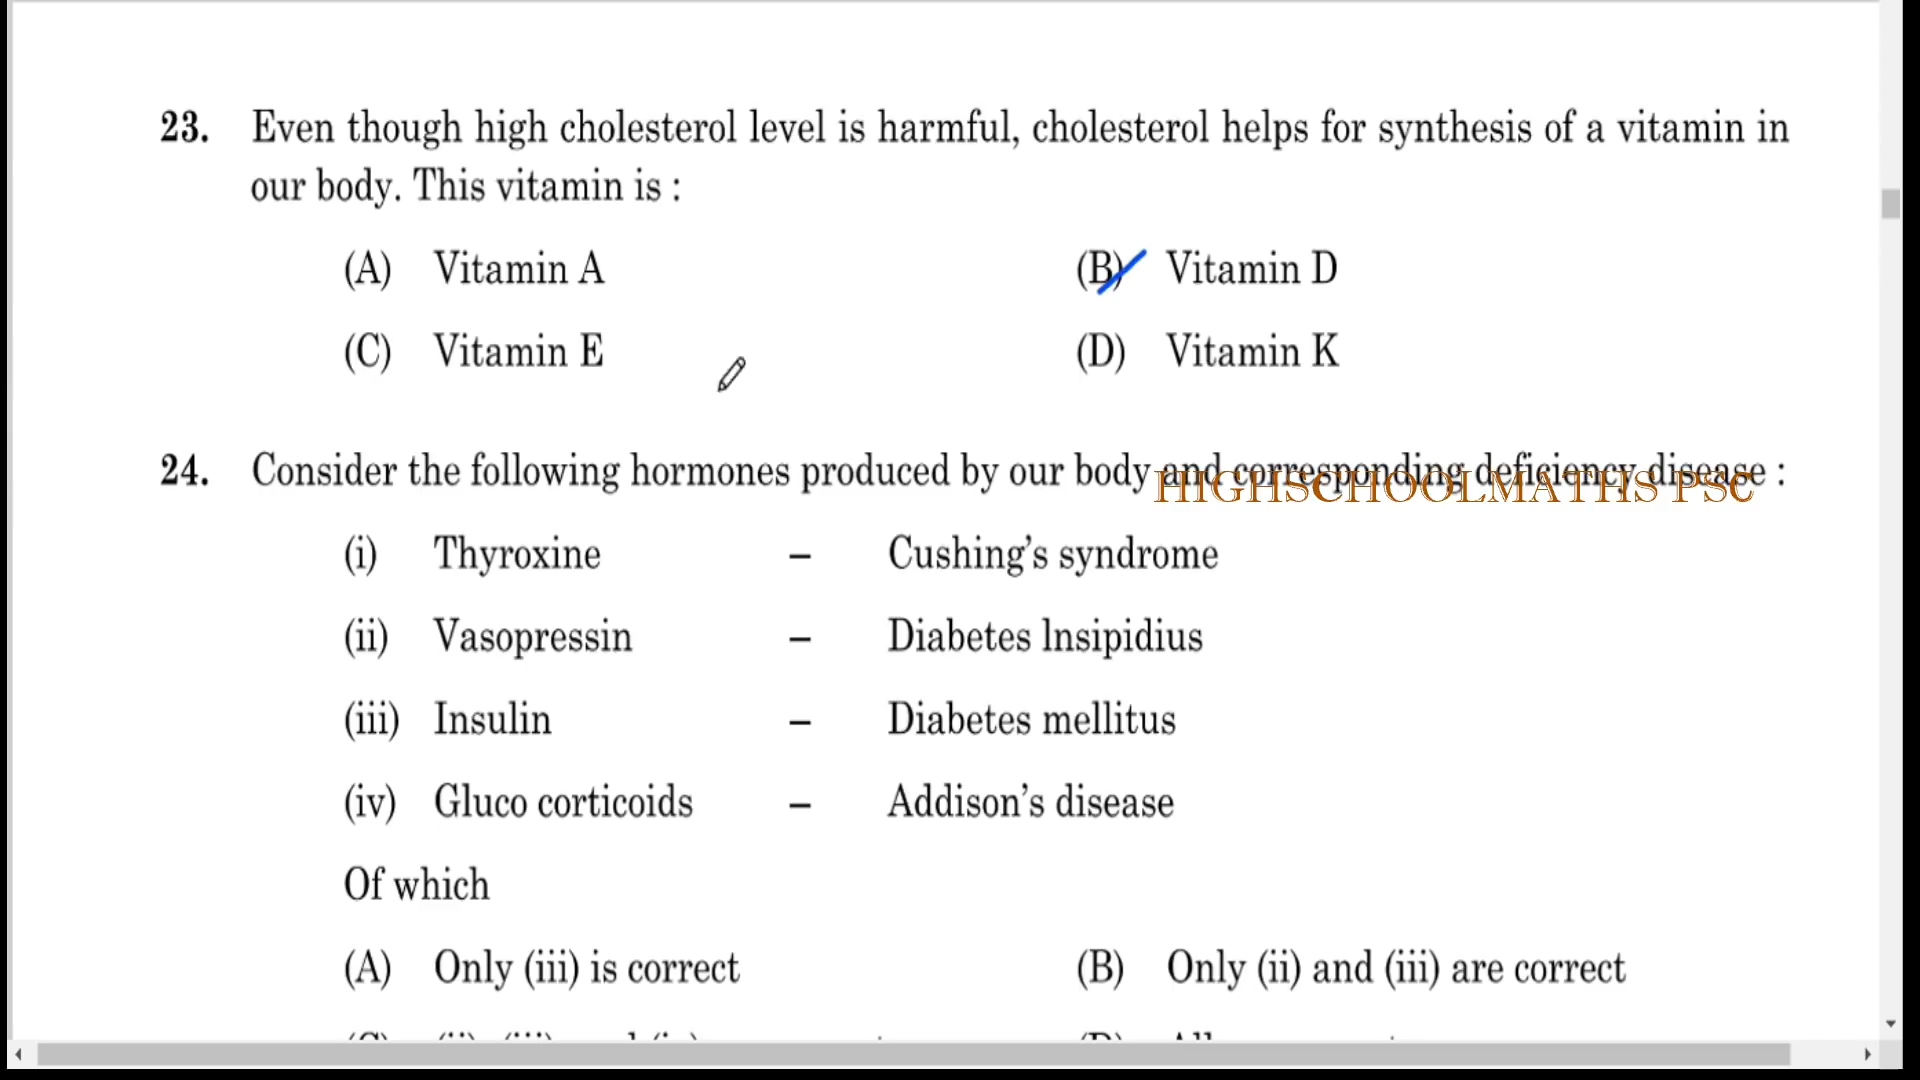 23. Even though high cholesterol level is harmful, cholesterol helps for synthesis of a vitamin in
our body. This vitamin is :
(A) Vitamin A (B) Vitamin D
(C) Vitamin E (D) Vitamin K
24. Consider the following hormones produced by our body and corresponding deficiency disease :
HIGHSCHOOLMATHS PSC
(i) Thyroxine – Cushing's syndrome
(ii) Vasopressin – Diabetes lnsipidius
(iii) Insulin – Diabetes mellitus
(iv) Gluco corticoids – Addison's disease
Of which
(A) Only (iii) is correct (B) Only (ii) and (iii) are correct